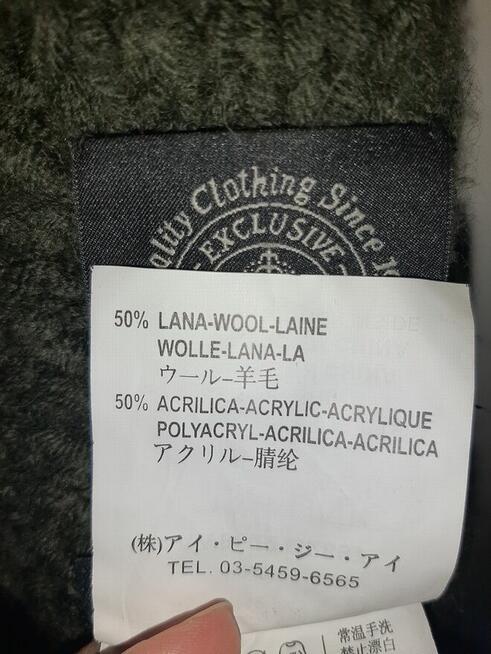 ality Clothing Since 1
EXCLUSIVE
50% LANA-WOOL-LAINE
WOLLE-LANA-LA
ウール–羊毛
50% ACRILICA-ACRYLIC-ACRYLIQUE
POLYACRYL-ACRILICA-ACRILICA
アクリル–腈纶
(株)アイ・ピー・ジー・アイ
TEL. 03-5459-6565
常温手洗
禁止漂白